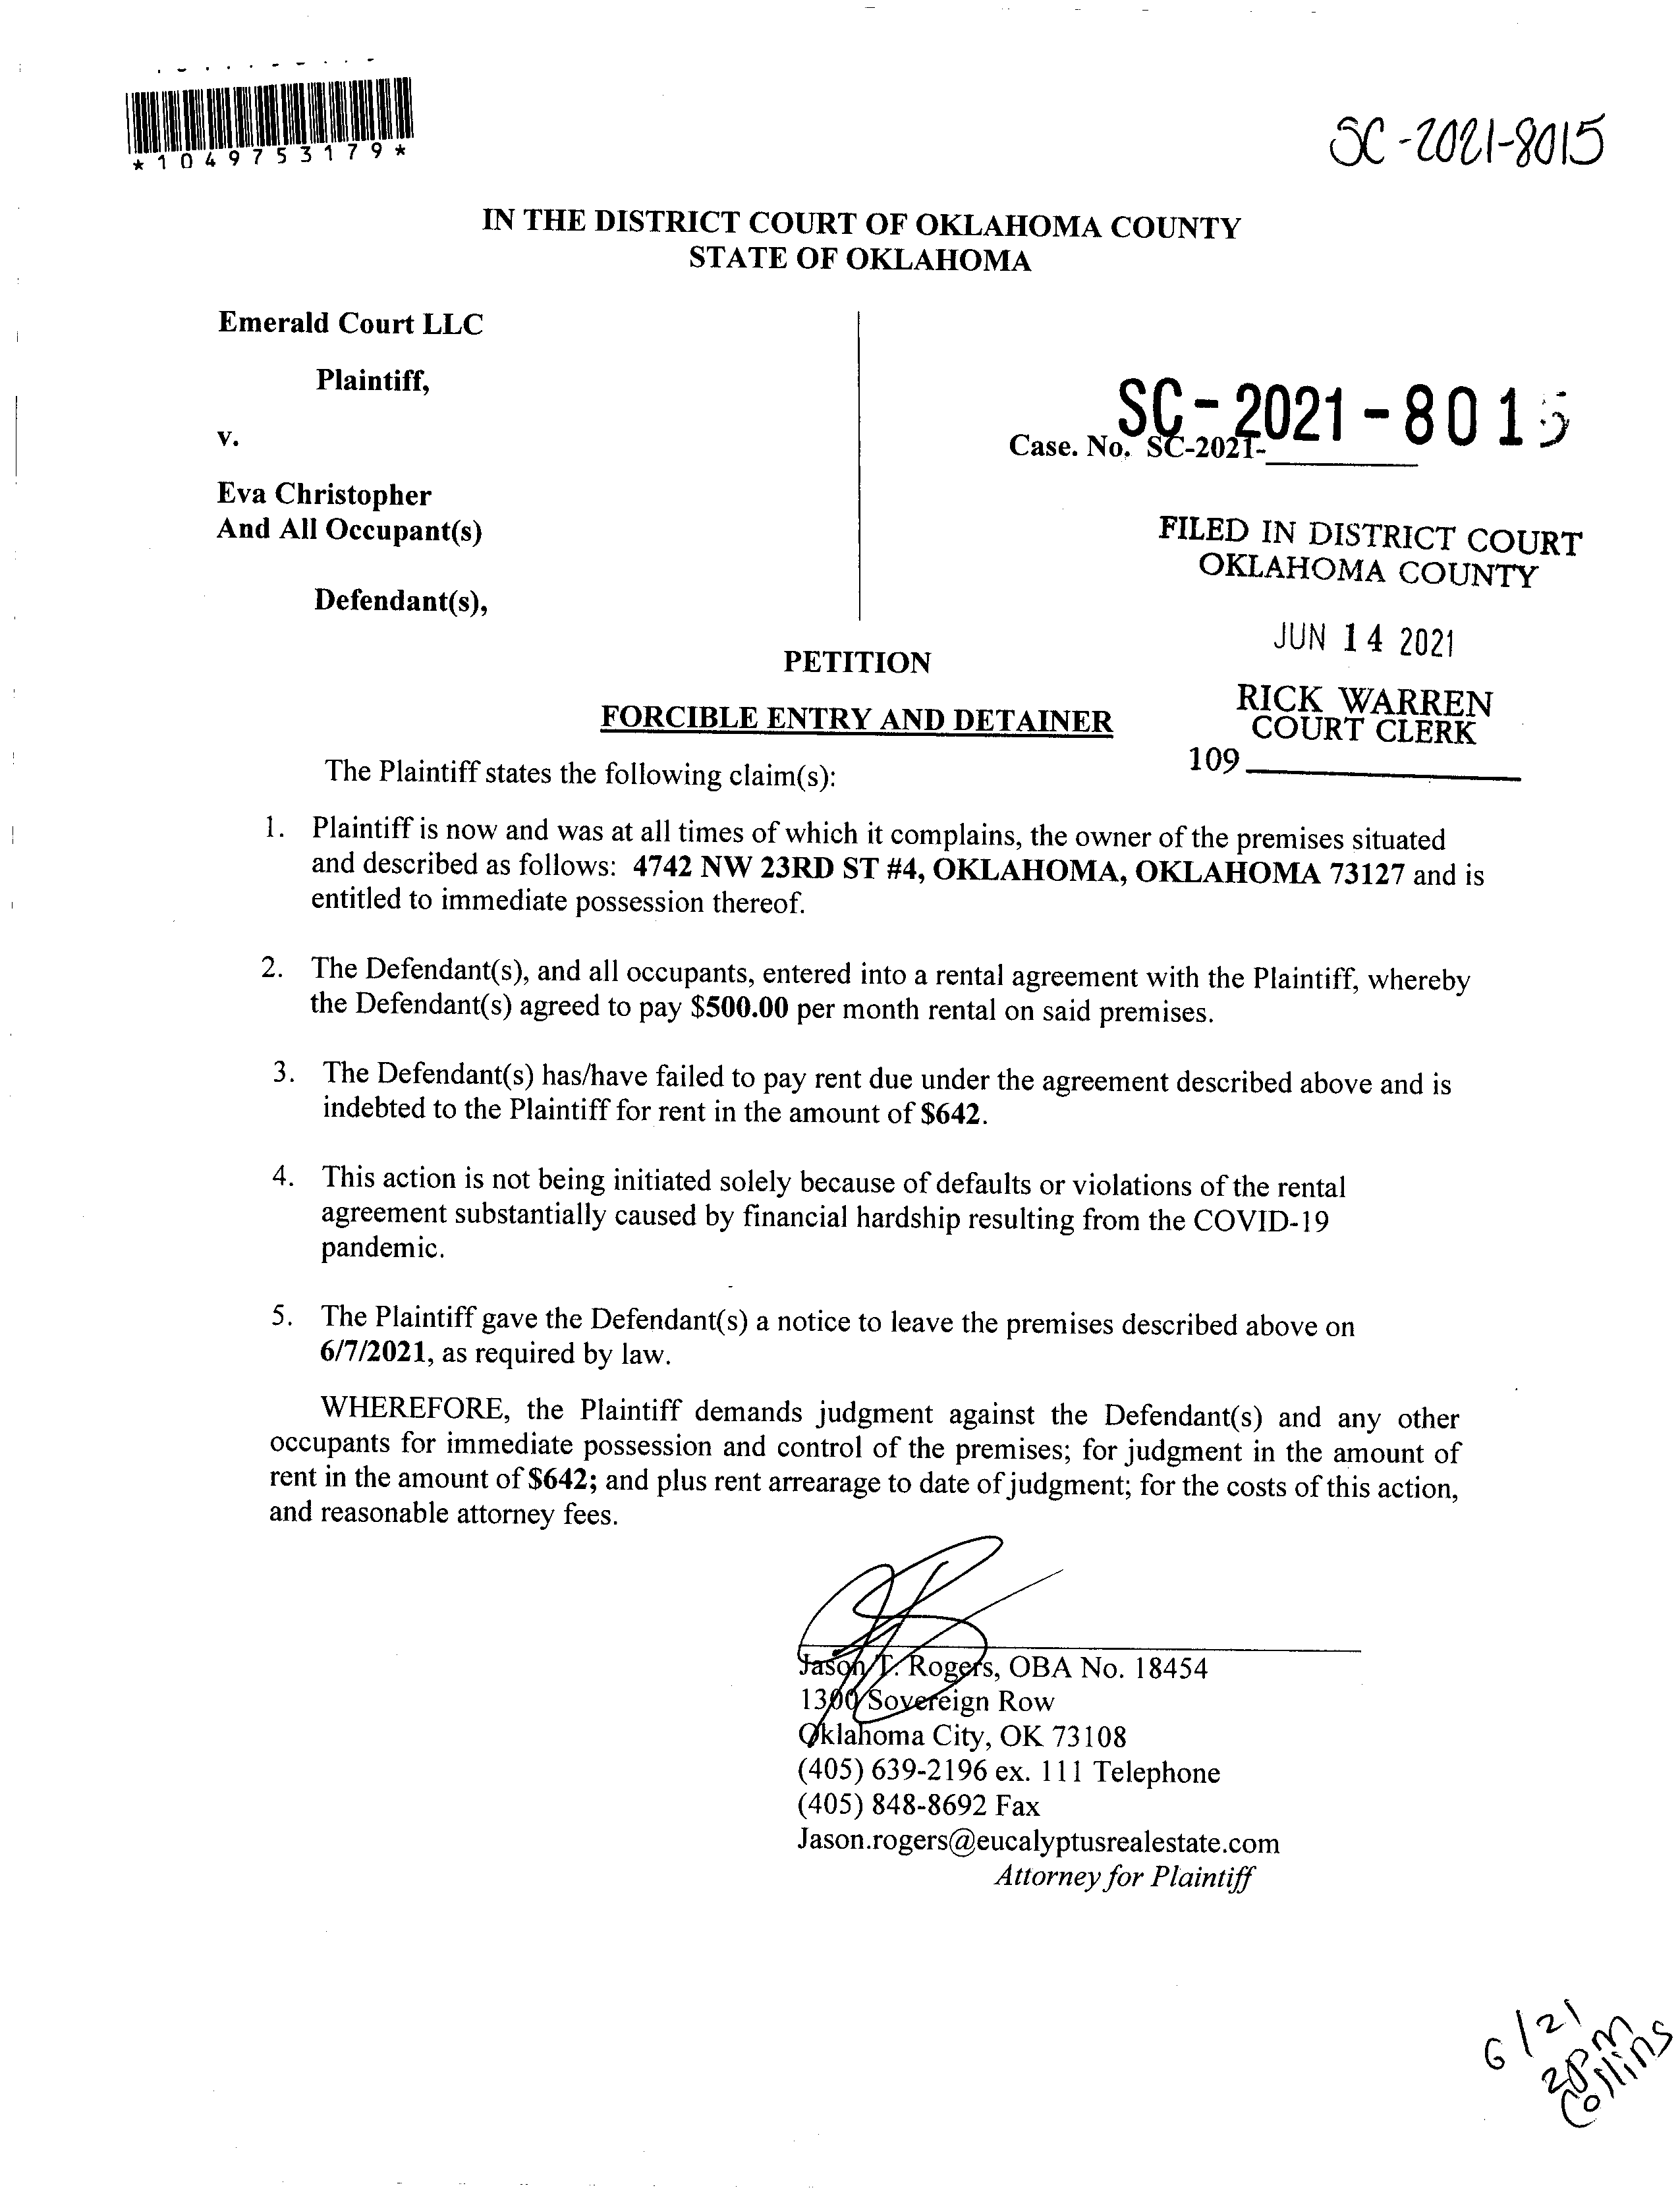 *1049753179*
SC-2021-8015
IN THE DISTRICT COURT OF OKLAHOMA COUNTY
STATE OF OKLAHOMA
Emerald Court LLC
Plaintiff,
v.
Eva Christopher
And All Occupant(s)
Defendant(s),
SC-2021-8015
Case. No. SC-2021-
FILED IN DISTRICT COURT
OKLAHOMA COUNTY
JUN 14 2021
RICK WARREN
COURT CLERK
109
PETITION
FORCIBLE ENTRY AND DETAINER
The Plaintiff states the following claim(s):
1. Plaintiff is now and was at all times of which it complains, the owner of the premises situated
and described as follows: 4742 NW 23RD ST #4, OKLAHOMA, OKLAHOMA 73127 and is
entitled to immediate possession thereof.
2. The Defendant(s), and all occupants, entered into a rental agreement with the Plaintiff, whereby
the Defendant(s) agreed to pay $500.00 per month rental on said premises.
3. The Defendant(s) has/have failed to pay rent due under the agreement described above and is
indebted to the Plaintiff for rent in the amount of $642.
4. This action is not being initiated solely because of defaults or violations of the rental
agreement substantially caused by financial hardship resulting from the COVID-19
pandemic.
5. The Plaintiff gave the Defendant(s) a notice to leave the premises described above on
6/7/2021, as required by law.
WHEREFORE, the Plaintiff demands judgment against the Defendant(s) and any other
occupants for immediate possession and control of the premises; for judgment in the amount of
rent in the amount of $642; and plus rent arrearage to date of judgment; for the costs of this action,
and reasonable attorney fees.
Jason T. Rogers, OBA No. 18454
1300 Sovereign Row
Oklahoma City, OK 73108
(405) 639-2196 ex. 111 Telephone
(405) 848-8692 Fax
Jason.rogers@eucalyptusrealestate.com
Attorney for Plaintiff
6/21
2pm
Collins